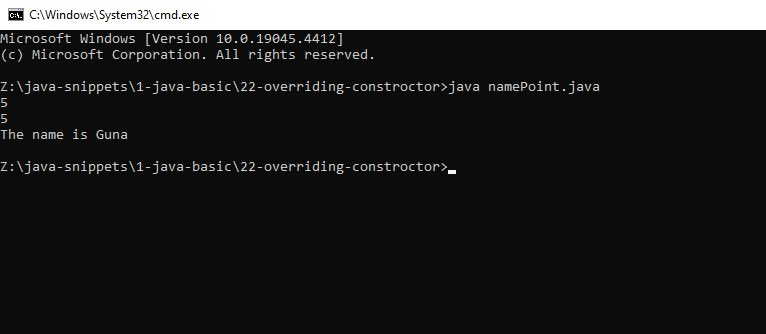 C:\Windows\System32\cmd.exe
Microsoft Windows [Version 10.0.19045.4412]
(c) Microsoft Corporation. All rights reserved.
Z:\java-snippets\1-java-basic\22-overriding-constroctor>java namePoint.java
5
5
The name is Guna
Z:\java-snippets\1-java-basic\22-overriding-constroctor>